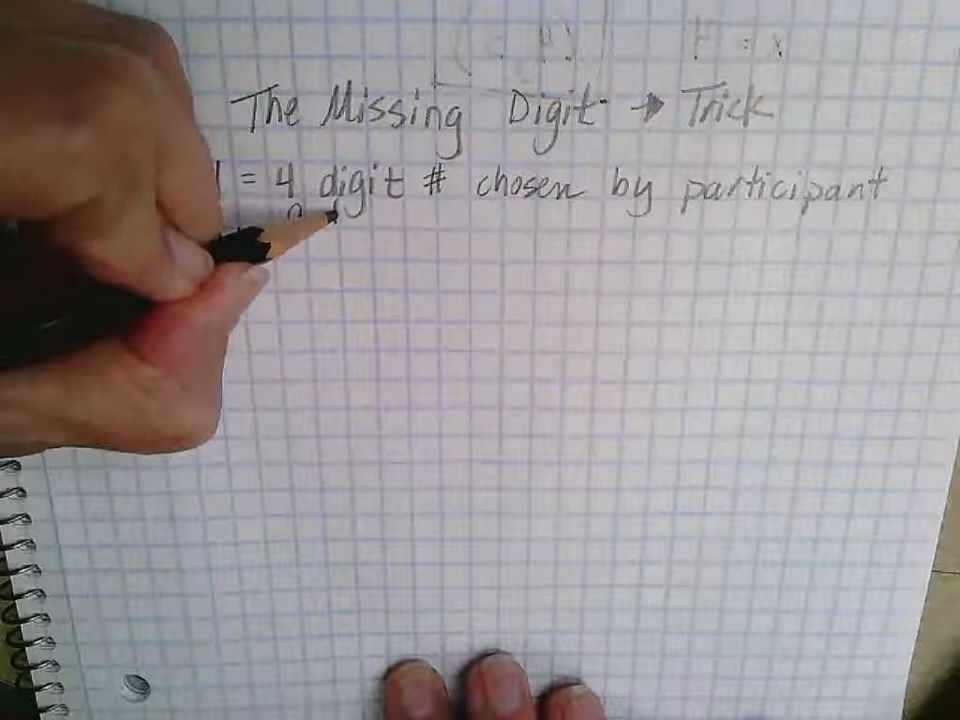 The Missing Digit → Trick
= 4 digit # chosen by participant